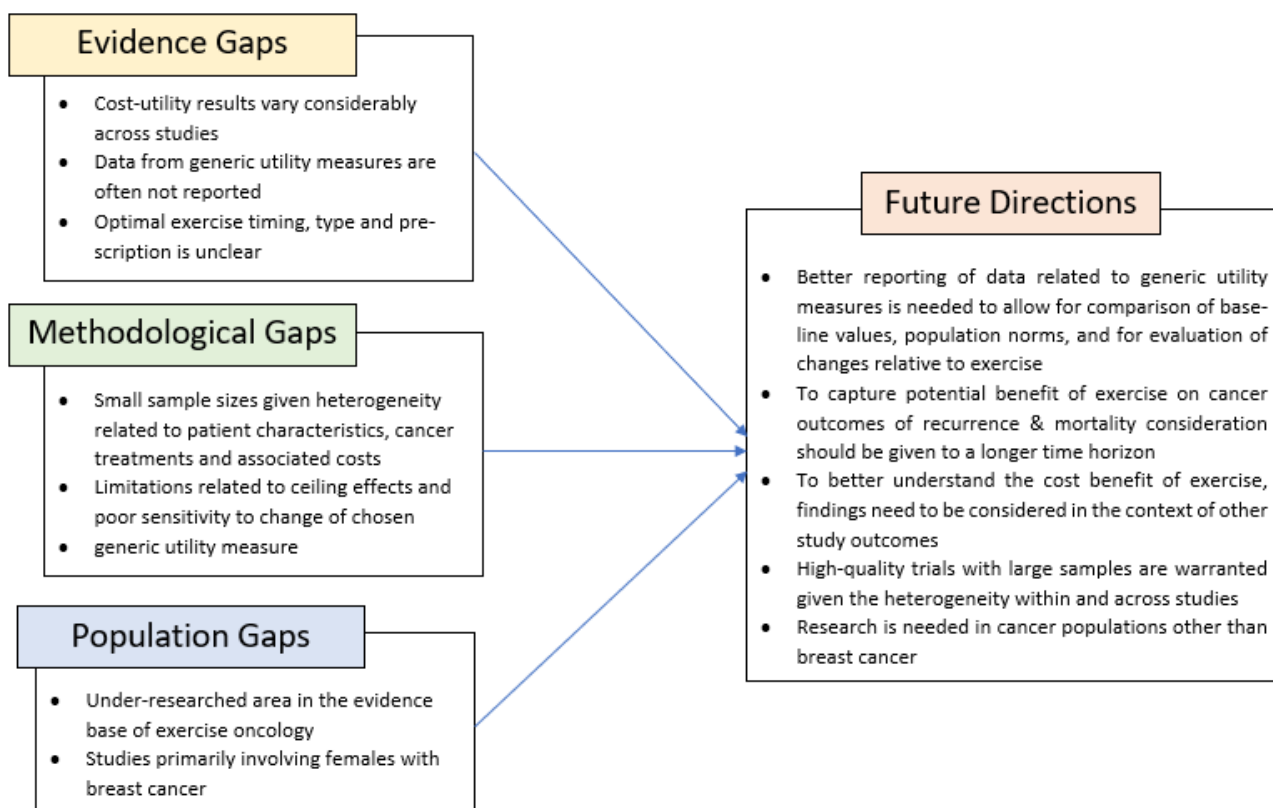 Evidence Gaps
• Cost-utility results vary considerably
across studies
• Data from generic utility measures are
often not reported
• Optimal exercise timing, type and pre-
scription is unclear
Methodological Gaps
• Small sample sizes given heterogeneity
related to patient characteristics, cancer
treatments and associated costs
• Limitations related to ceiling effects and
poor sensitivity to change of chosen
• generic utility measure
Population Gaps
• Under-researched area in the evidence
base of exercise oncology
• Studies primarily involving females with
breast cancer
Future Directions
• Better reporting of data related to generic utility
measures is needed to allow for comparison of base-
line values, population norms, and for evaluation of
changes relative to exercise
• To capture potential benefit of exercise on cancer
outcomes of recurrence & mortality consideration
should be given to a longer time horizon
• To better understand the cost benefit of exercise,
findings need to be considered in the context of other
study outcomes
• High-quality trials with large samples are warranted
given the heterogeneity within and across studies
• Research is needed in cancer populations other than
breast cancer